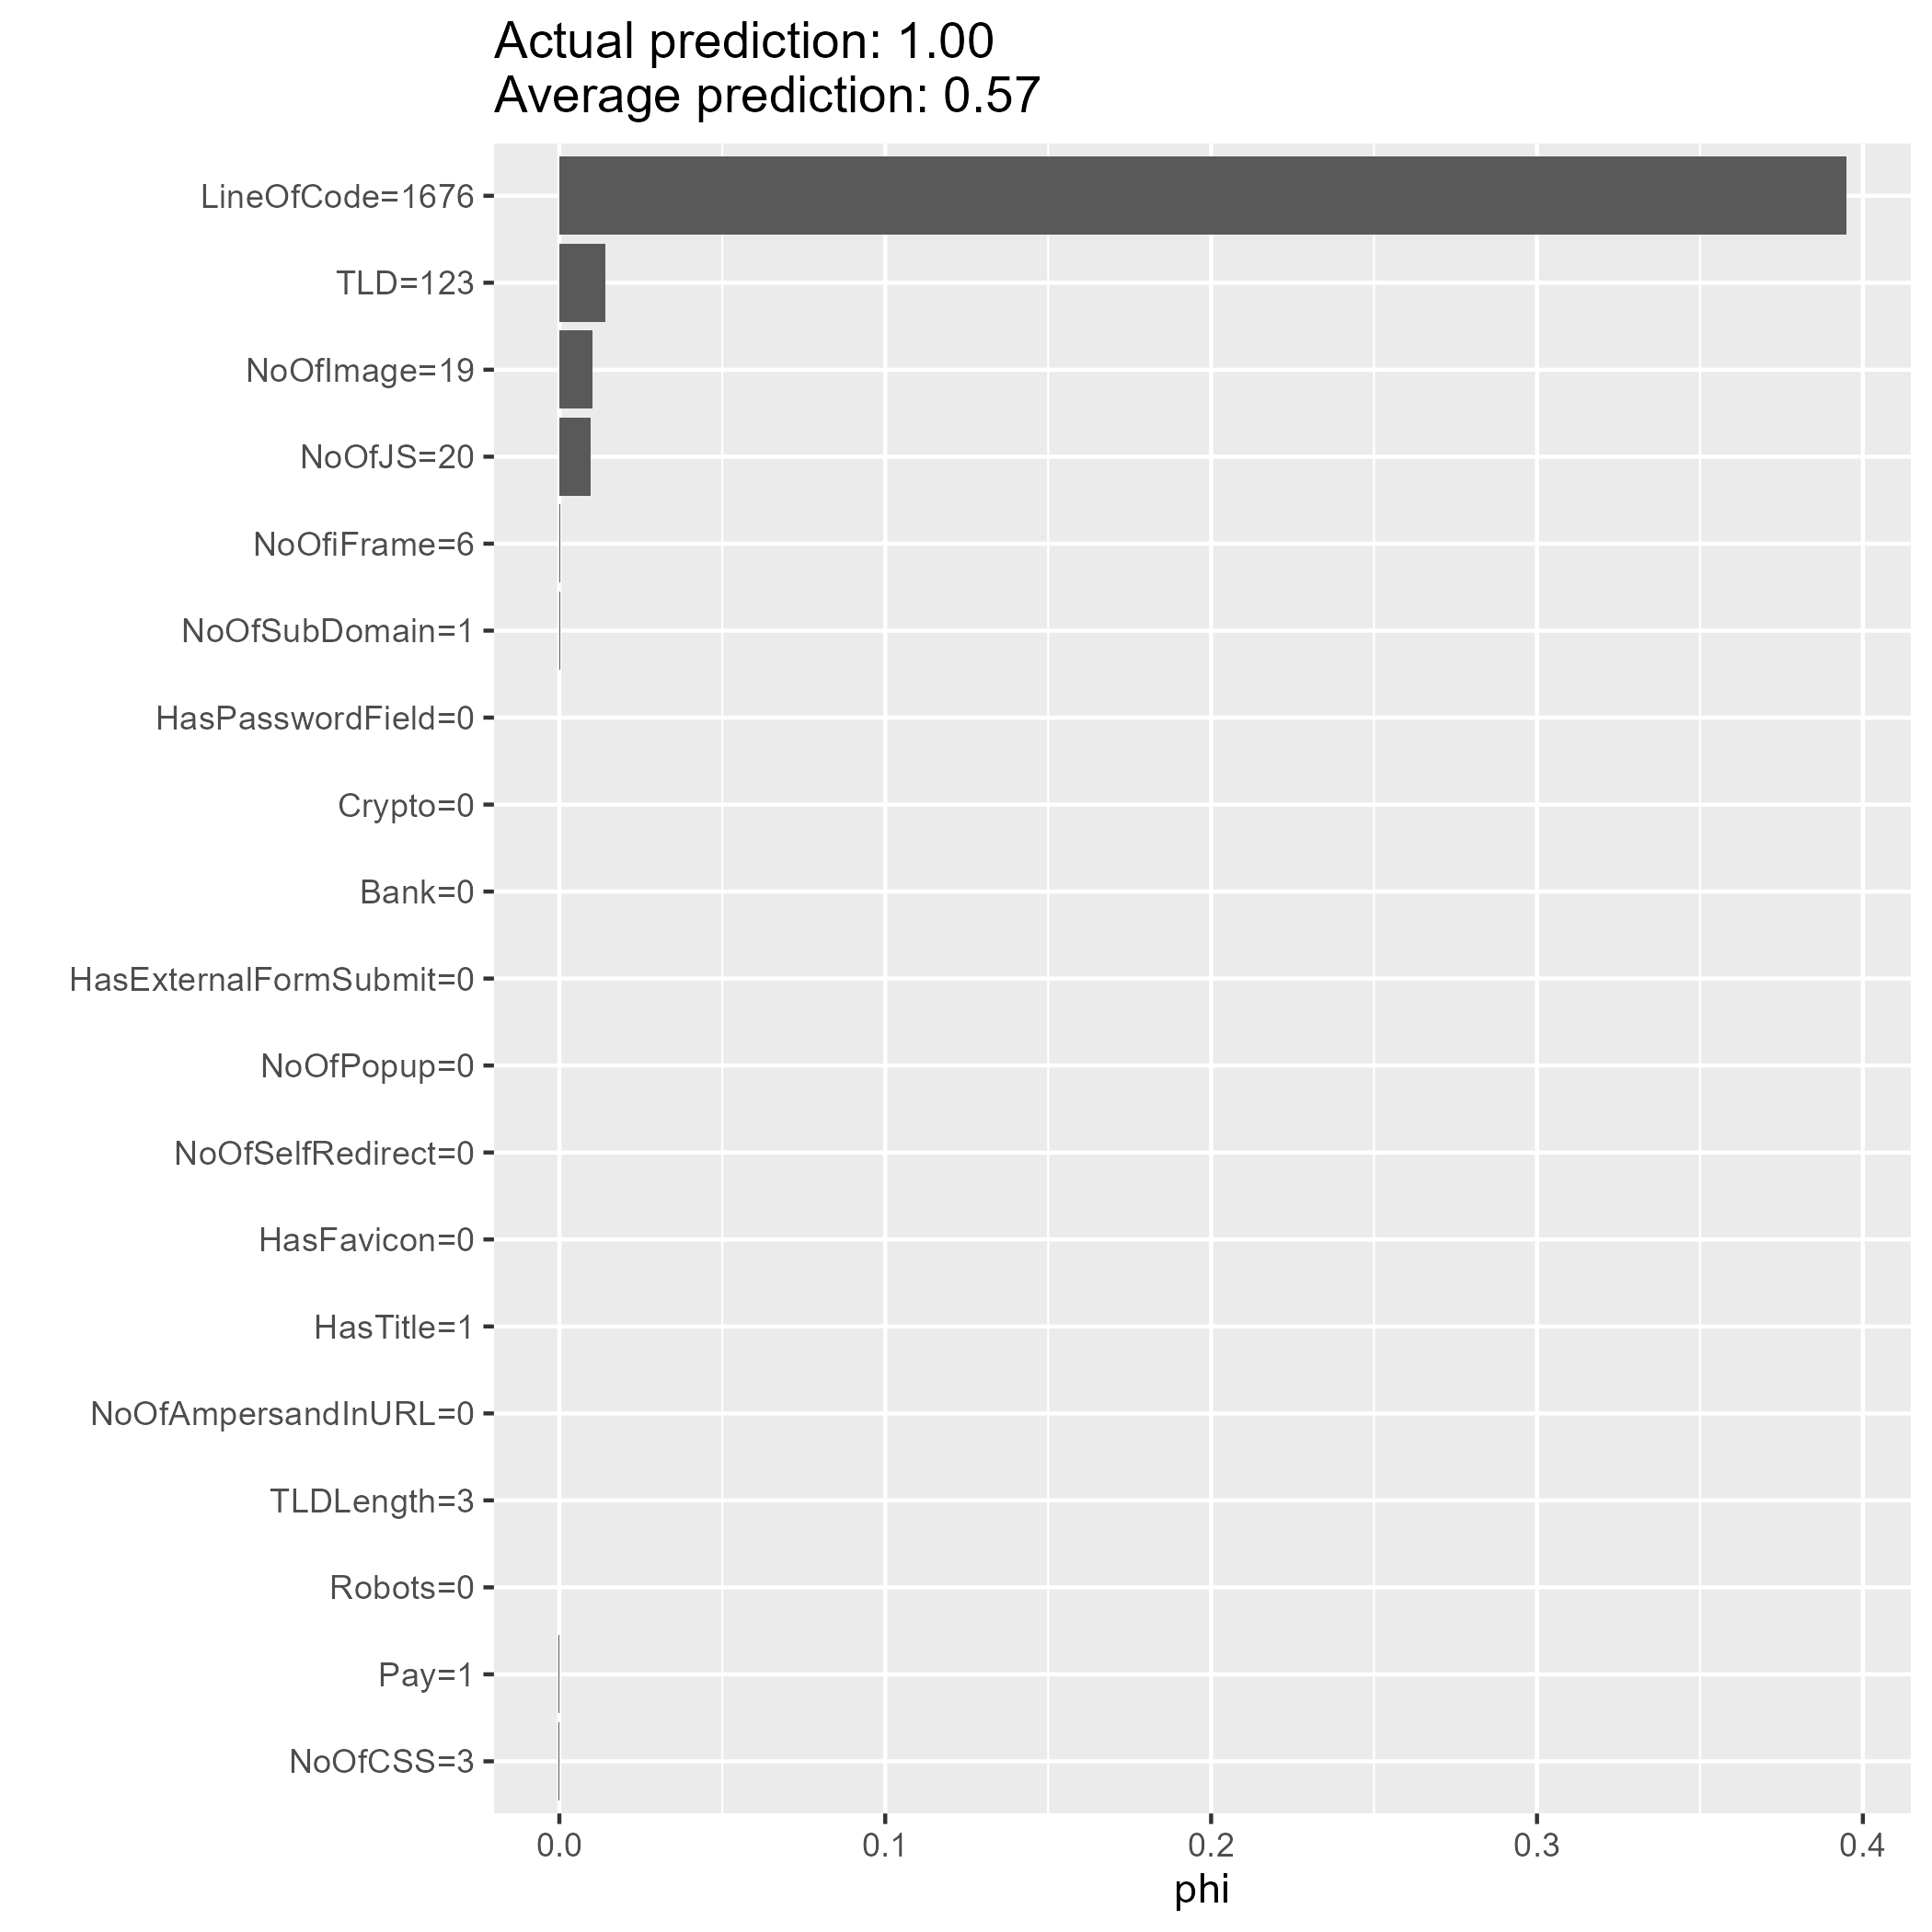 Actual prediction: 1.00
Average prediction: 0.57
LineOfCode=1676
TLD=123
NoOfImage=19
NoOfJS=20
NoOfiFrame=6
NoOfSubDomain=1
HasPasswordField=0
Crypto=0
Bank=0
HasExternalFormSubmit=0
NoOfPopup=0
NoOfSelfRedirect=0
HasFavicon=0
HasTitle=1
NoOfAmpersandInURL=0
TLDLength=3
Robots=0
Pay=1
NoOfCSS=3
0.0 0.1 0.2 0.3 0.4
phi